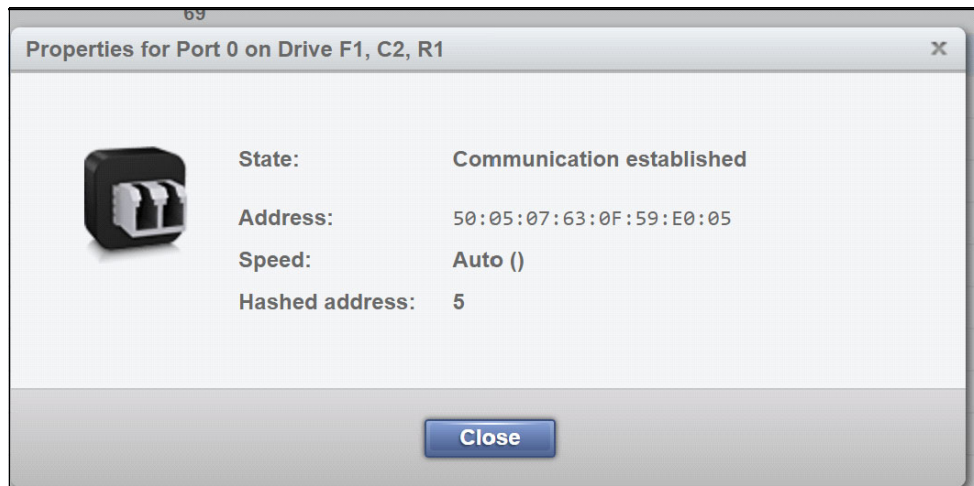 69
Properties for Port 0 on Drive F1, C2, R1 x
State: Communication established
Address: 50:05:07:63:0F:59:E0:05
Speed: Auto ()
Hashed address: 5
Close